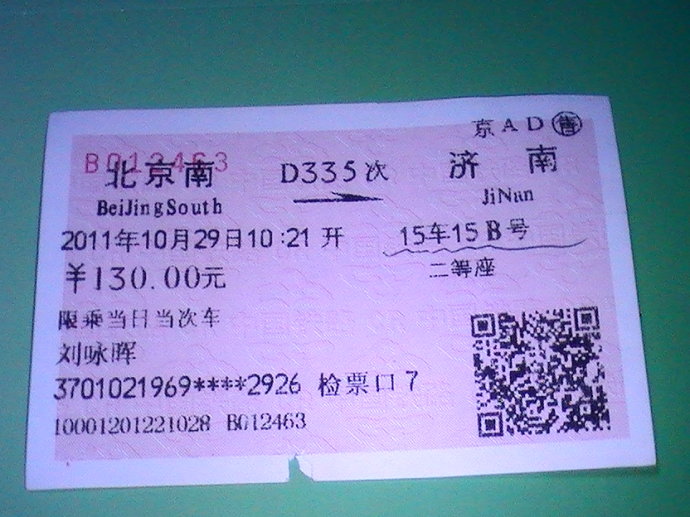 京 A D 售
B012463
北京南 D335次 济 南
BeiJingSouth JiNan
2011年10月29日10:21 开 15车15B号
￥130.00元 二等座
限乘当日当次车
刘咏晖
3701021969****2926 检票口7
10001201221028 B012463